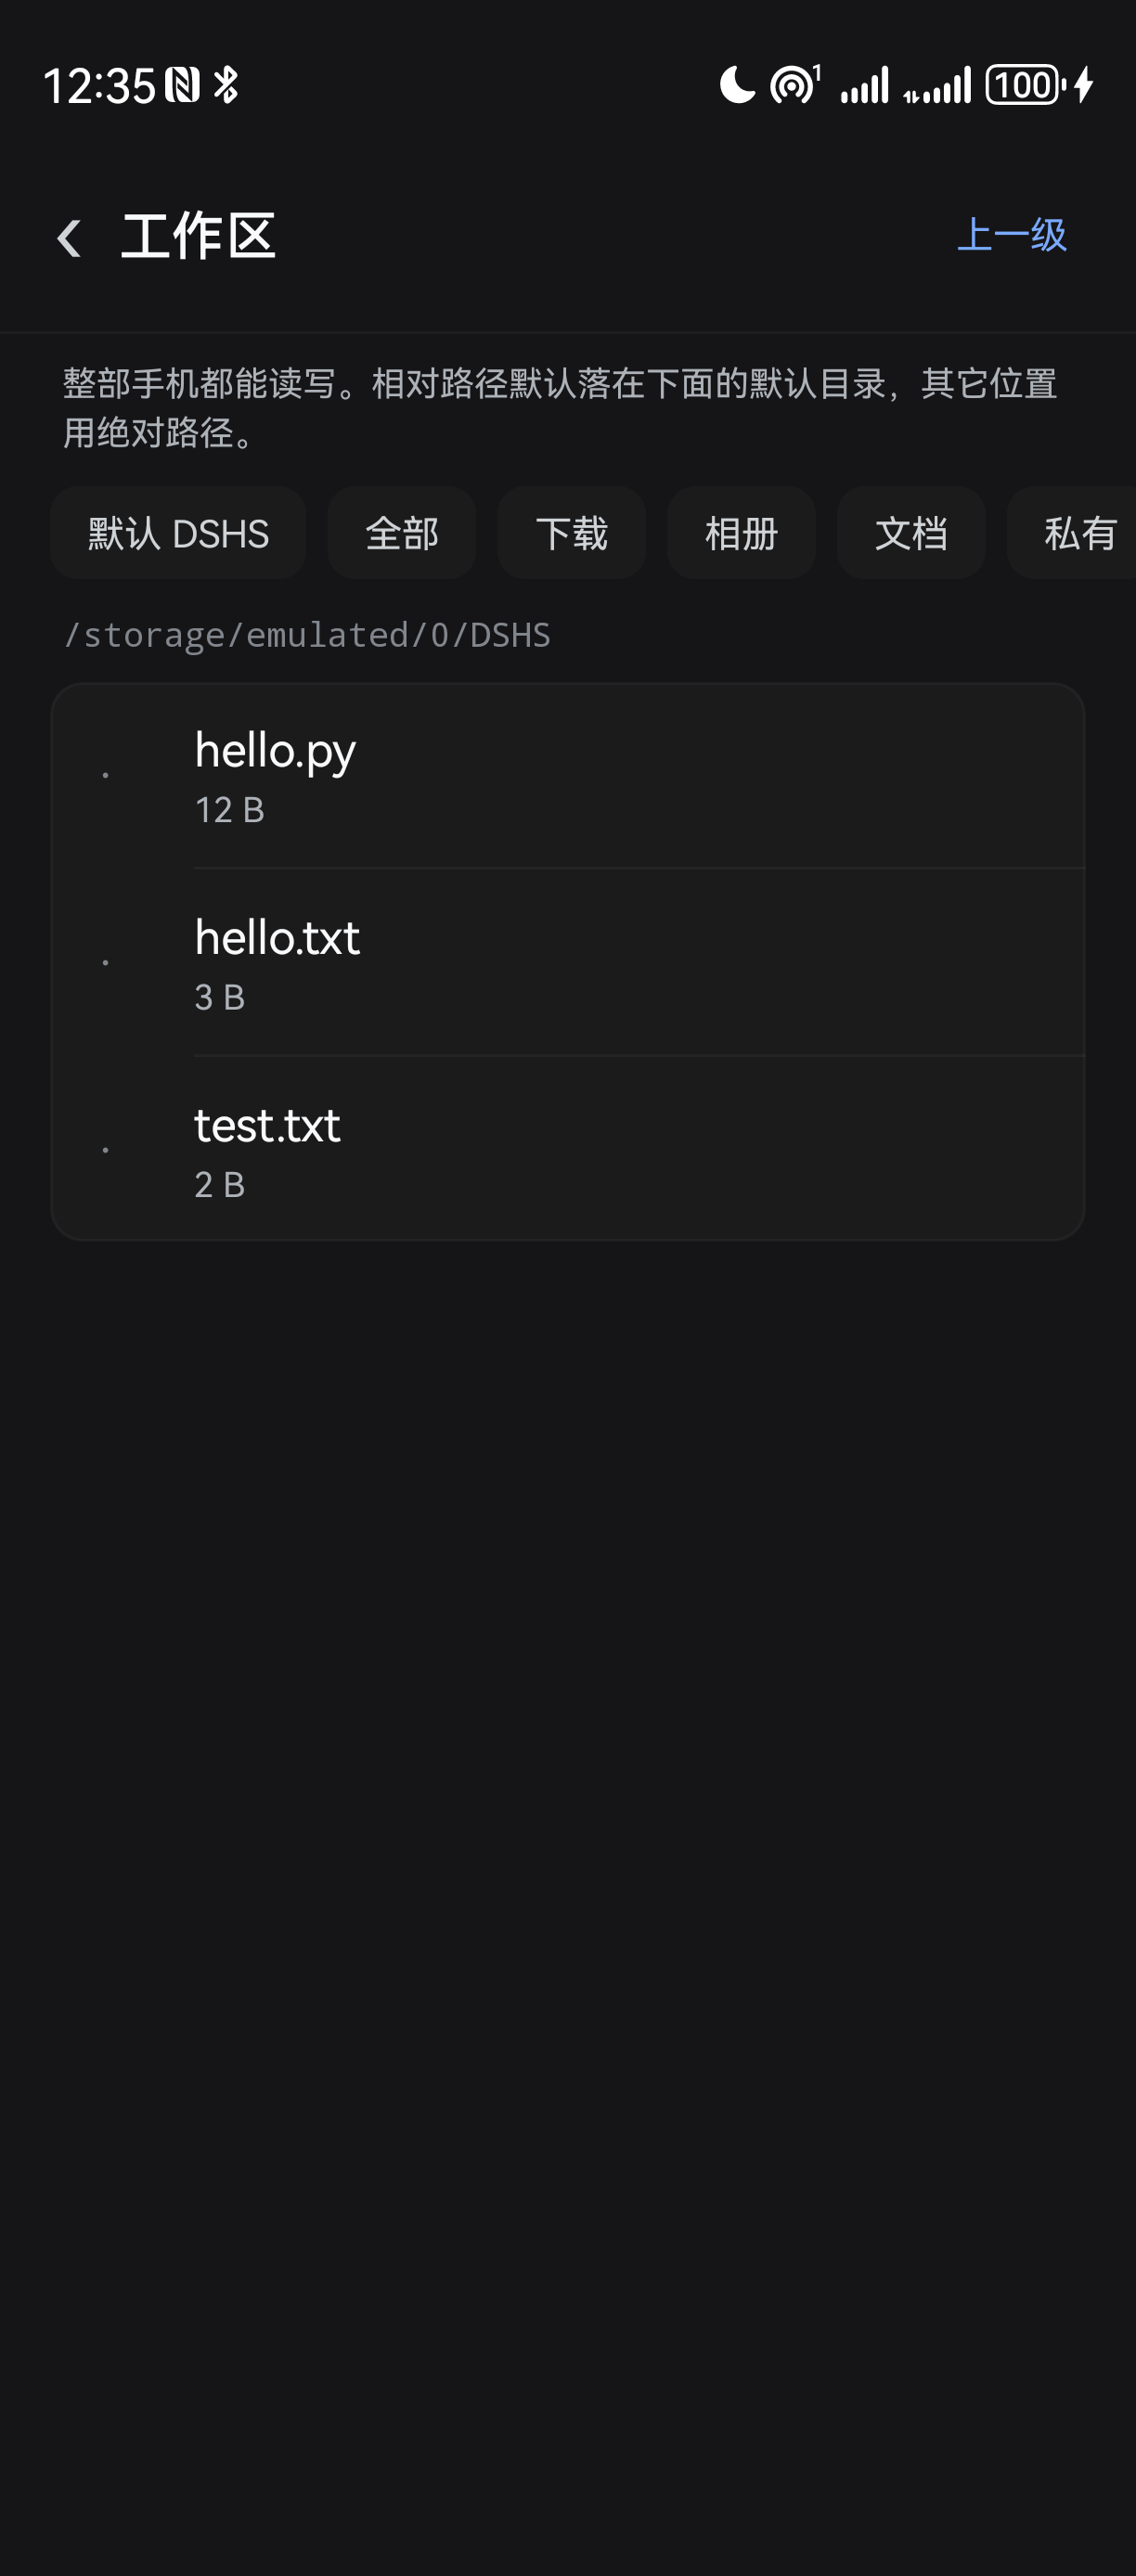 12:35
1
100
工作区
上一级
整部手机都能读写。相对路径默认落在下面的默认目录，其它位置
用绝对路径。
默认 DSHS 全部 下载 相册 文档 私有
/storage/emulated/0/DSHS
hello.py
12 B
hello.txt
3 B
test.txt
2 B